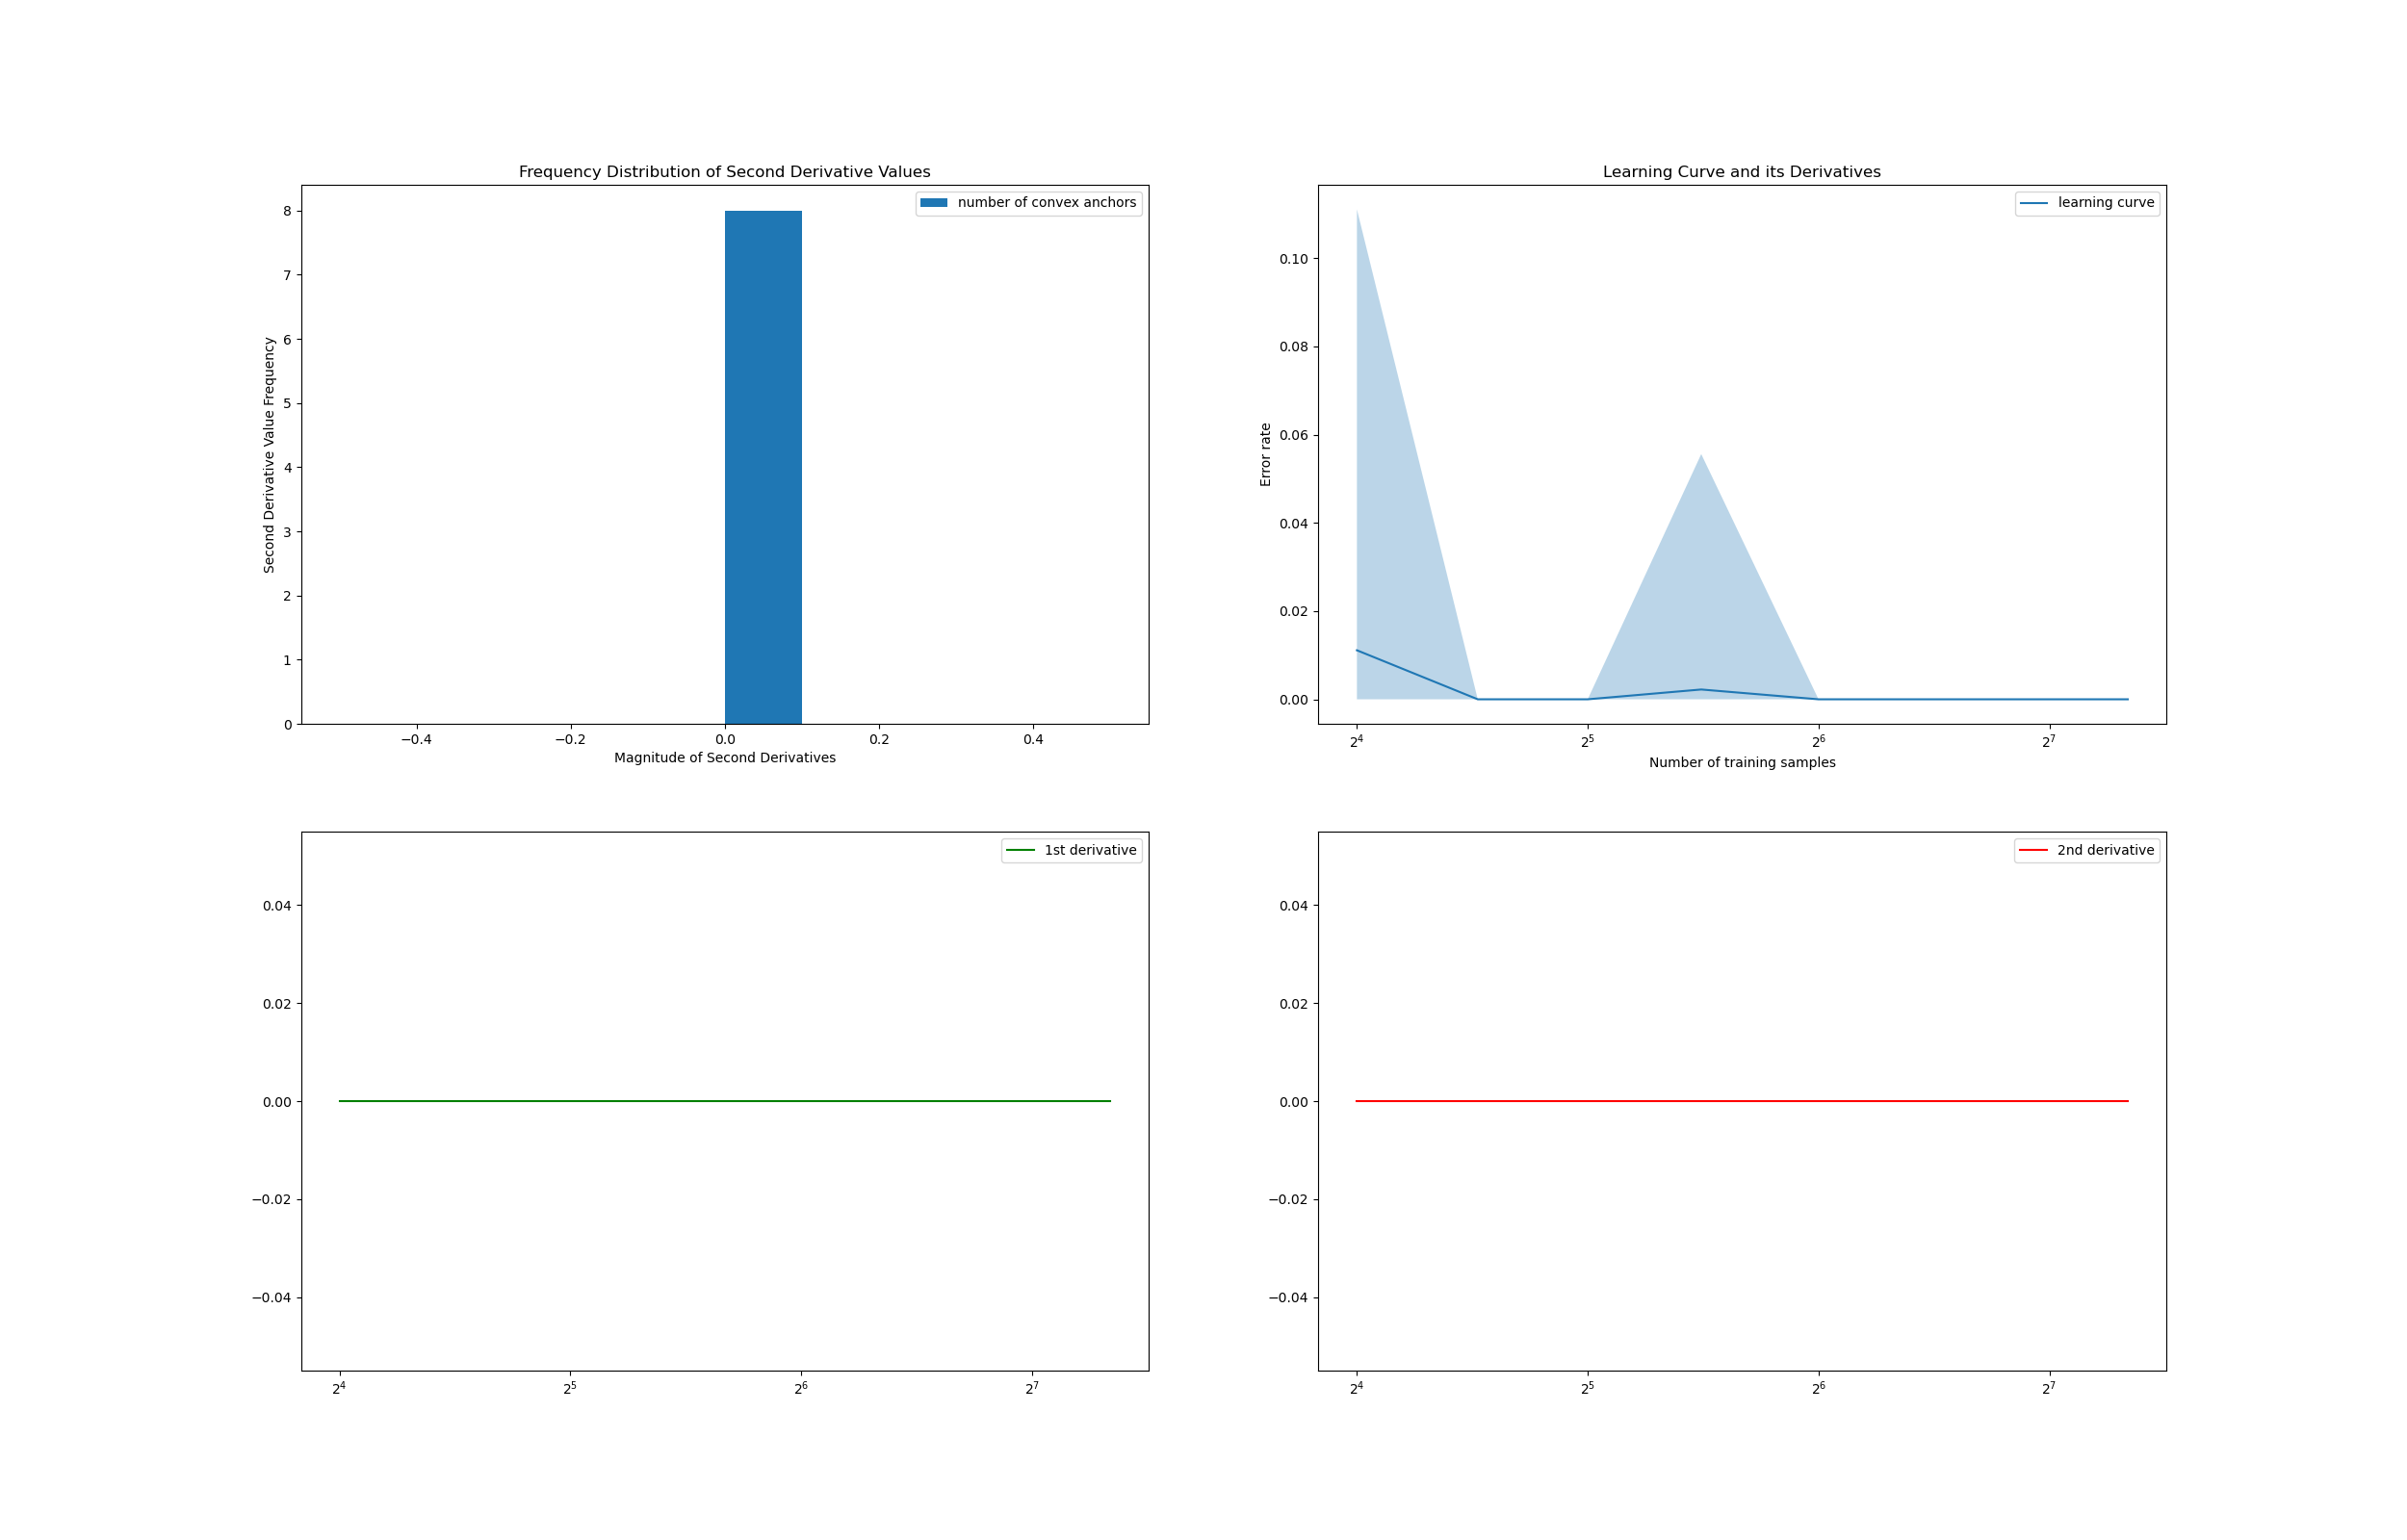 Frequency Distribution of Second Derivative Values
number of convex anchors
Second Derivative Value Frequency
8
7
6
5
4
3
2
1
0
−0.4 −0.2 0.0 0.2 0.4
Magnitude of Second Derivatives
Learning Curve and its Derivatives
learning curve
Error rate
0.10
0.08
0.06
0.04
0.02
0.00
2⁴ 2⁵ 2⁶ 2⁷
Number of training samples
1st derivative
0.04
0.02
0.00
−0.02
−0.04
2⁴ 2⁵ 2⁶ 2⁷
2nd derivative
0.04
0.02
0.00
−0.02
−0.04
2⁴ 2⁵ 2⁶ 2⁷